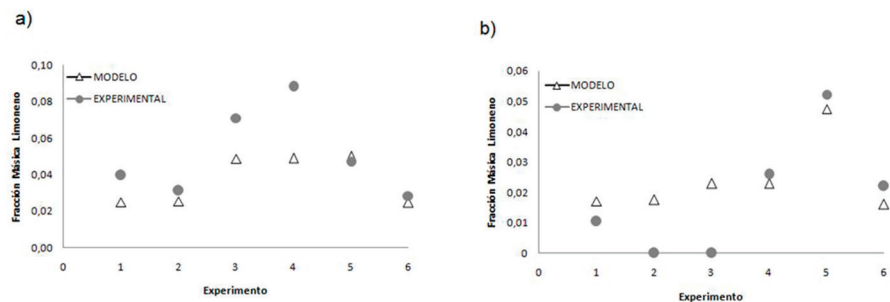 a)
0,10
0,08
0,06
0,04
0,02
0,00
Fracción Másica Limoneno
MODELO
EXPERIMENTAL
0 1 2 3 4 5 6
Experimento
b)
0,06
0,05
0,04
0,03
0,02
0,01
0
Fracción Másica Limoneno
MODELO
EXPERIMENTAL
0 1 2 3 4 5 6
Experimento